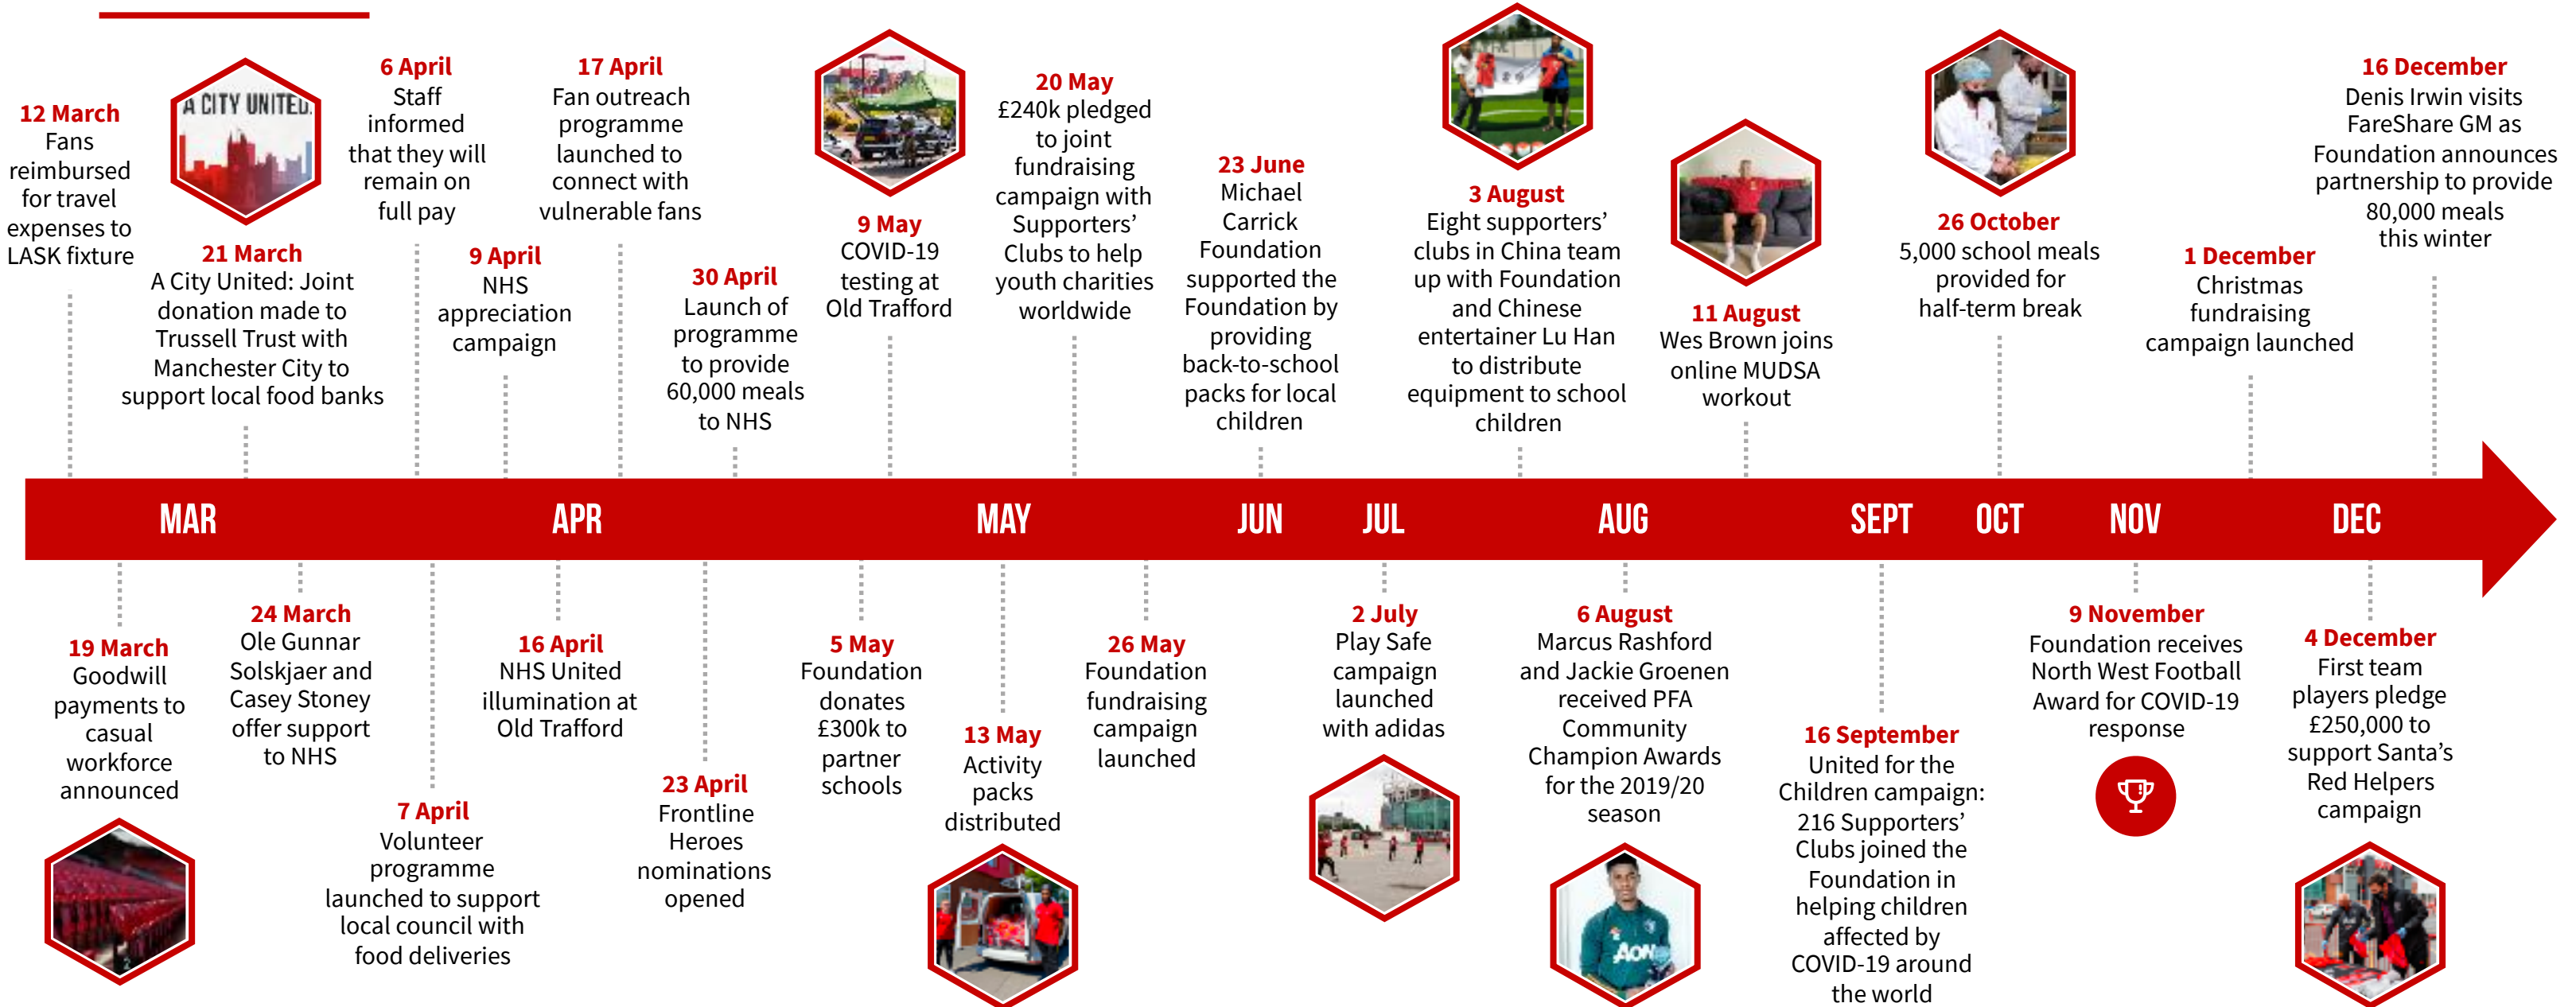 12 March
Fans
reimbursed
for travel
expenses to
LASK fixture
A CITY UNITED.
21 March
A City United: Joint
donation made to
Trussell Trust with
Manchester City to
support local food banks
6 April
Staff
informed
that they will
remain on
full pay
9 April
NHS
appreciation
campaign
17 April
Fan outreach
programme
launched to
connect with
vulnerable fans
30 April
Launch of
programme
to provide
60,000 meals
to NHS
9 May
COVID-19
testing at
Old Trafford
20 May
£240k pledged
to joint
fundraising
campaign with
Supporters’
Clubs to help
youth charities
worldwide
23 June
Michael
Carrick
Foundation
supported the
Foundation by
providing
back-to-school
packs for local
children
3 August
Eight supporters’
clubs in China team
up with Foundation
and Chinese
entertainer Lu Han
to distribute
equipment to school
children
11 August
Wes Brown joins
online MUDSA
workout
26 October
5,000 school meals
provided for
half-term break
1 December
Christmas
fundraising
campaign launched
16 December
Denis Irwin visits
FareShare GM as
Foundation announces
partnership to provide
80,000 meals
this winter
MAR APR MAY JUN JUL AUG SEPT OCT NOV DEC
19 March
Goodwill
payments to
casual
workforce
announced
24 March
Ole Gunnar
Solskjaer and
Casey Stoney
offer support
to NHS
7 April
Volunteer
programme
launched to support
local council with
food deliveries
16 April
NHS United
illumination at
Old Trafford
23 April
Frontline
Heroes
nominations
opened
5 May
Foundation
donates
£300k to
partner
schools
13 May
Activity
packs
distributed
26 May
Foundation
fundraising
campaign
launched
2 July
Play Safe
campaign
launched
with adidas
6 August
Marcus Rashford
and Jackie Groenen
received PFA
Community
Champion Awards
for the 2019/20
season
AON
16 September
United for the
Children campaign:
216 Supporters’
Clubs joined the
Foundation in
helping children
affected by
COVID-19 around
the world
9 November
Foundation receives
North West Football
Award for COVID-19
response
4 December
First team
players pledge
£250,000 to
support Santa’s
Red Helpers
campaign